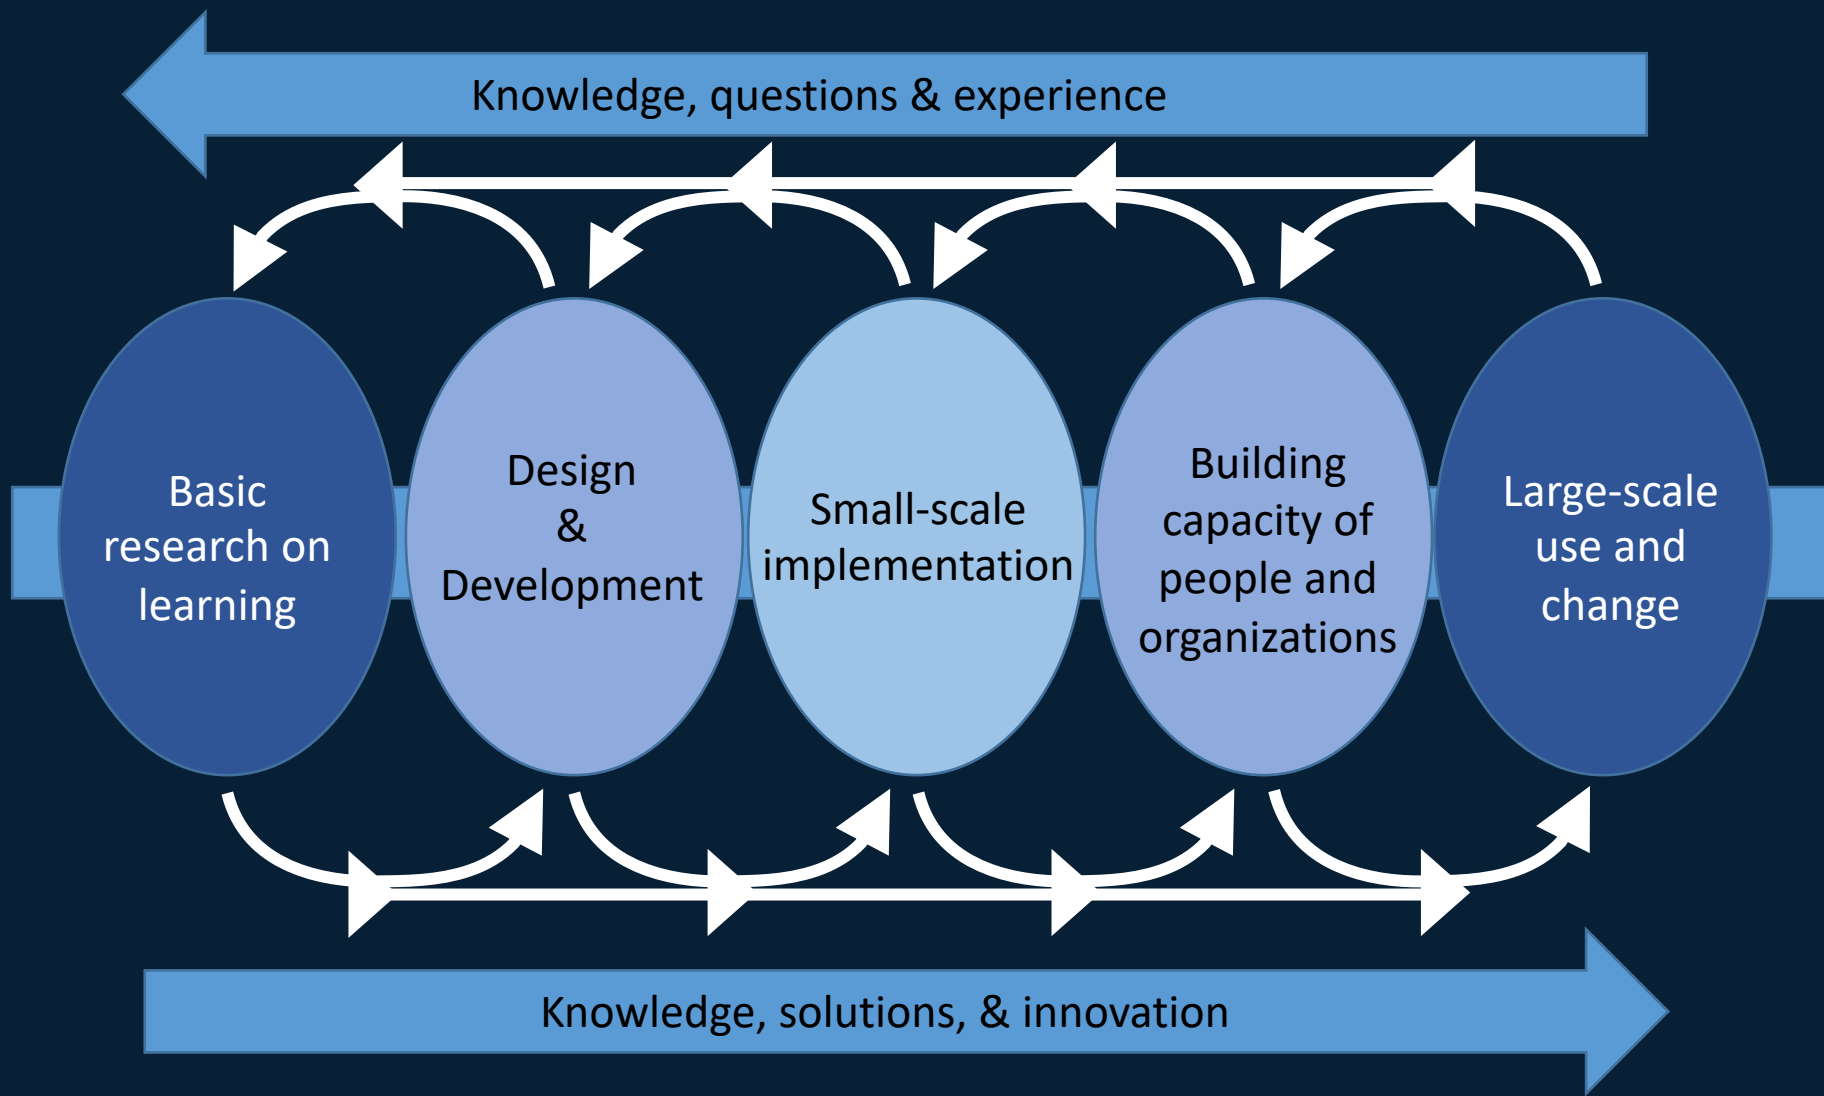 Knowledge, questions & experience
Basic
research on
learning
Design
&
Development
Small-scale
implementation
Building
capacity of
people and
organizations
Large-scale
use and
change
Knowledge, solutions, & innovation